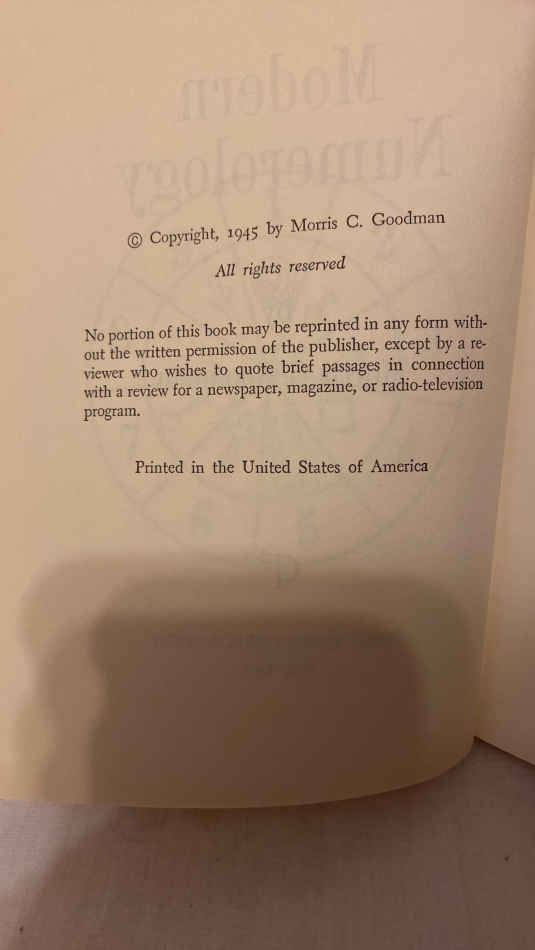 Modern
Numerology
© Copyright, 1945 by Morris C. Goodman
All rights reserved
No portion of this book may be reprinted in any form with-
out the written permission of the publisher, except by a re-
viewer who wishes to quote brief passages in connection
with a review for a newspaper, magazine, or radio-television
program.
Printed in the United States of America